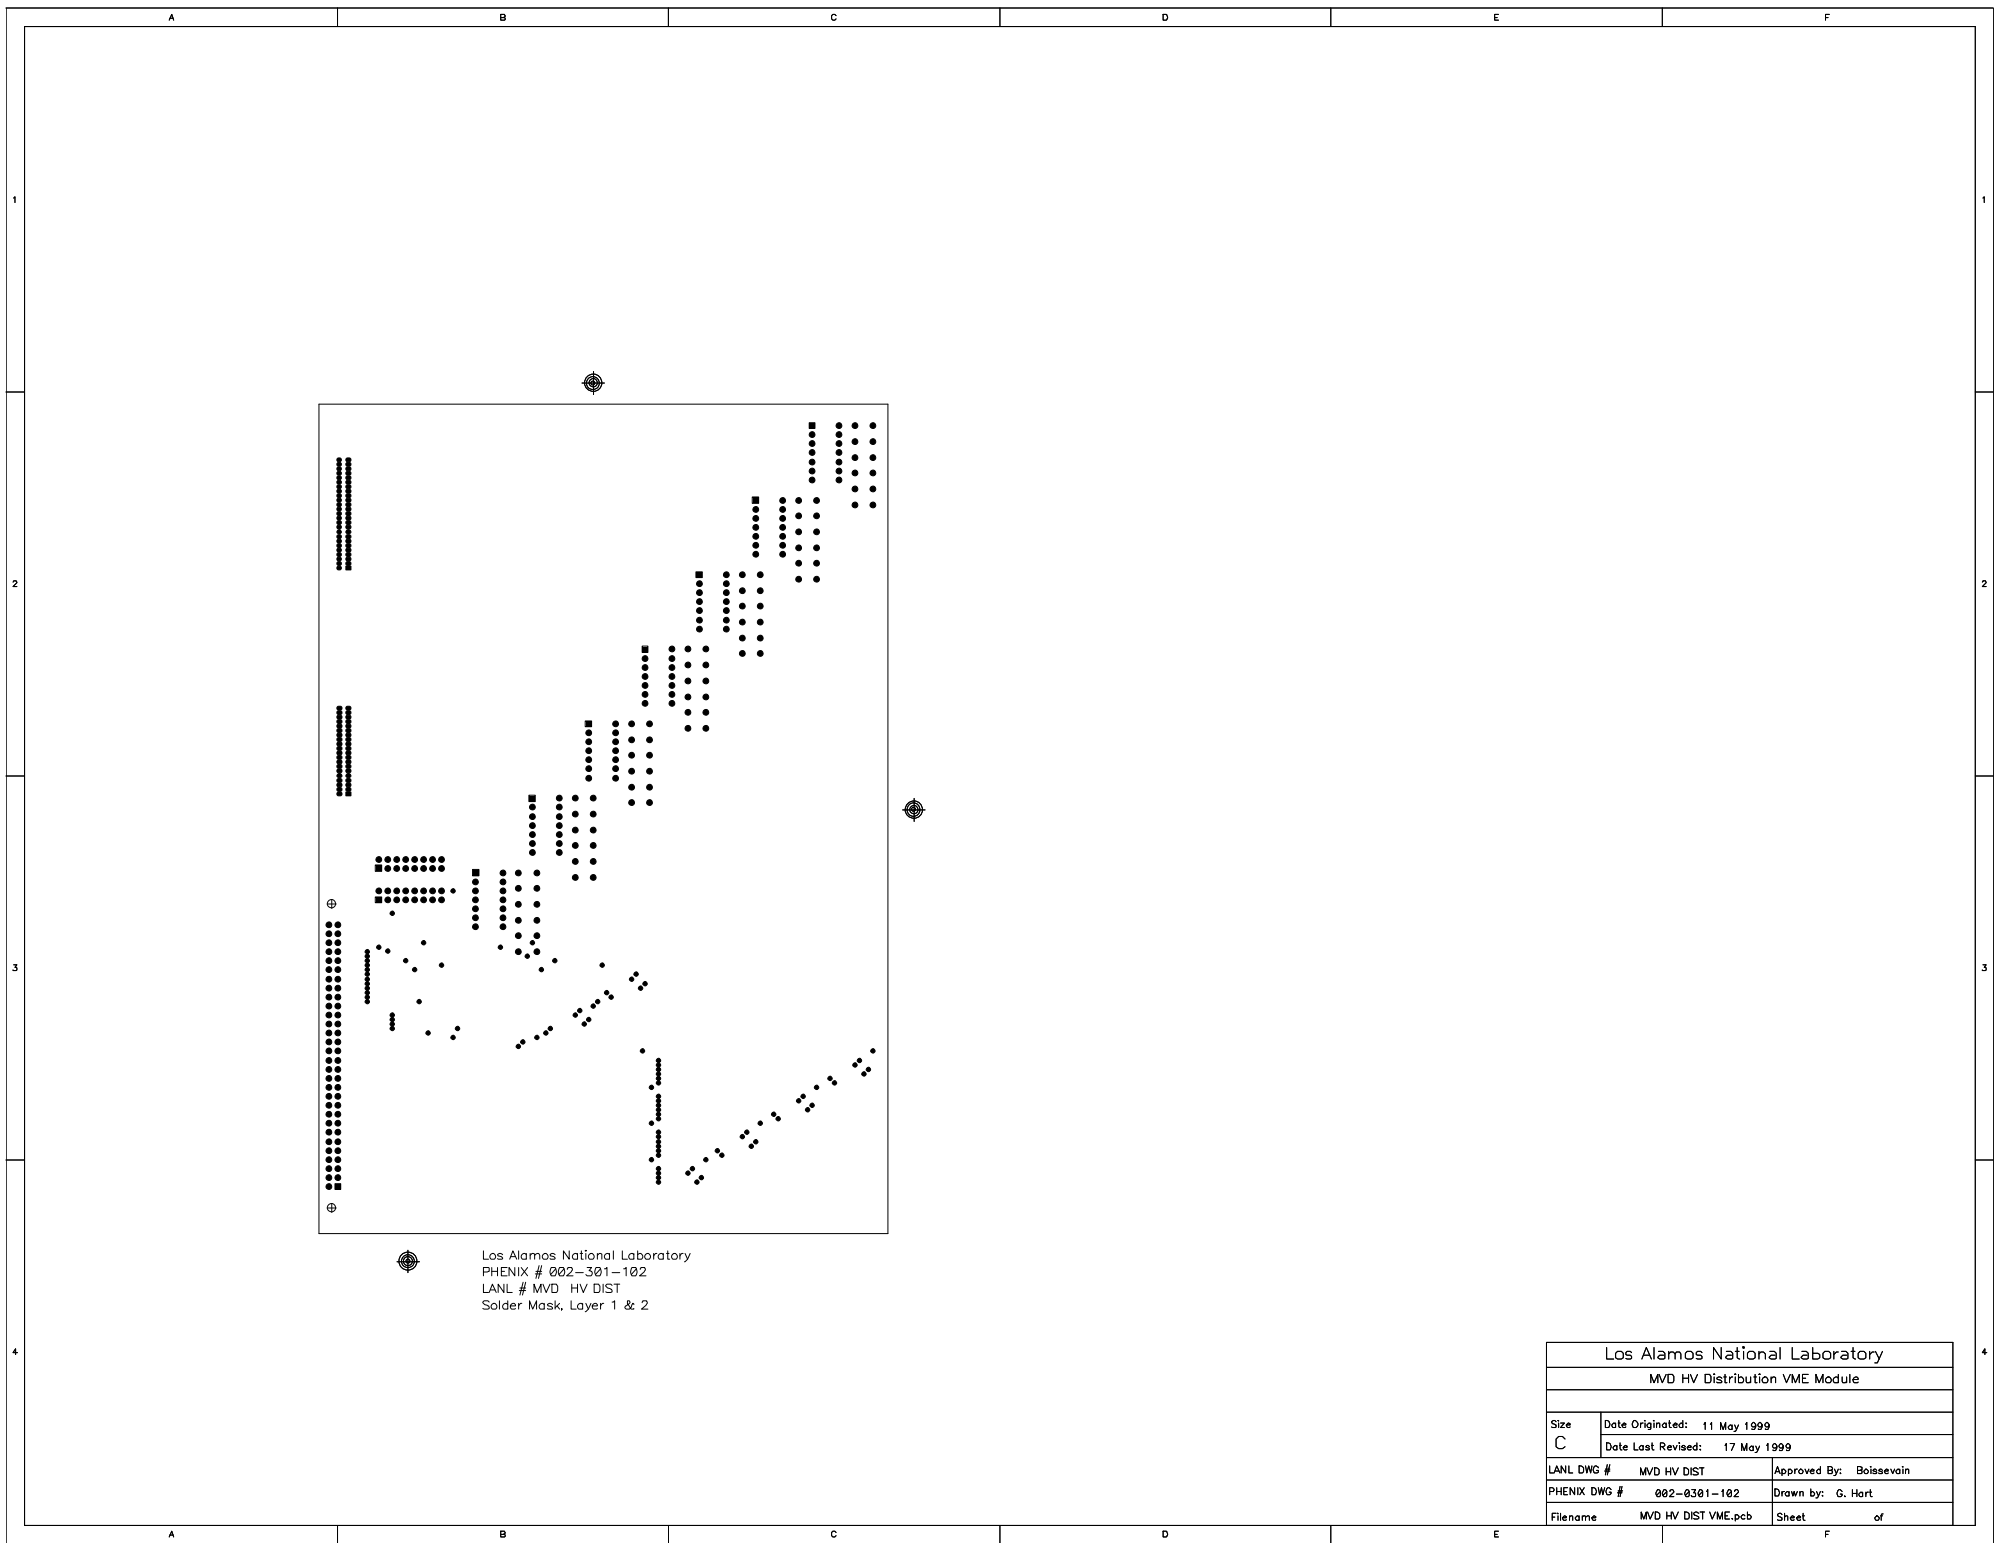 A B C D E F
1 1
2 2
3 3
Los Alamos National Laboratory
PHENIX # 002-301-102
LANL # MVD HV DIST
Solder Mask, Layer 1 & 2
4 4
Los Alamos National Laboratory
MVD HV Distribution VME Module
Size Date Originated: 11 May 1999
C Date Last Revised: 17 May 1999
LANL DWG # MVD HV DIST Approved By: Boissevain
PHENIX DWG # 002-0301-102 Drawn by: G. Hart
Filename MVD HV DIST VME.pcb Sheet of
A B C D E F